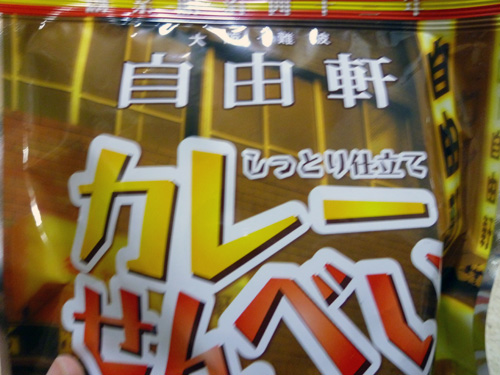 大阪難波
自由軒
しっとり仕立て
カレー
せんべい